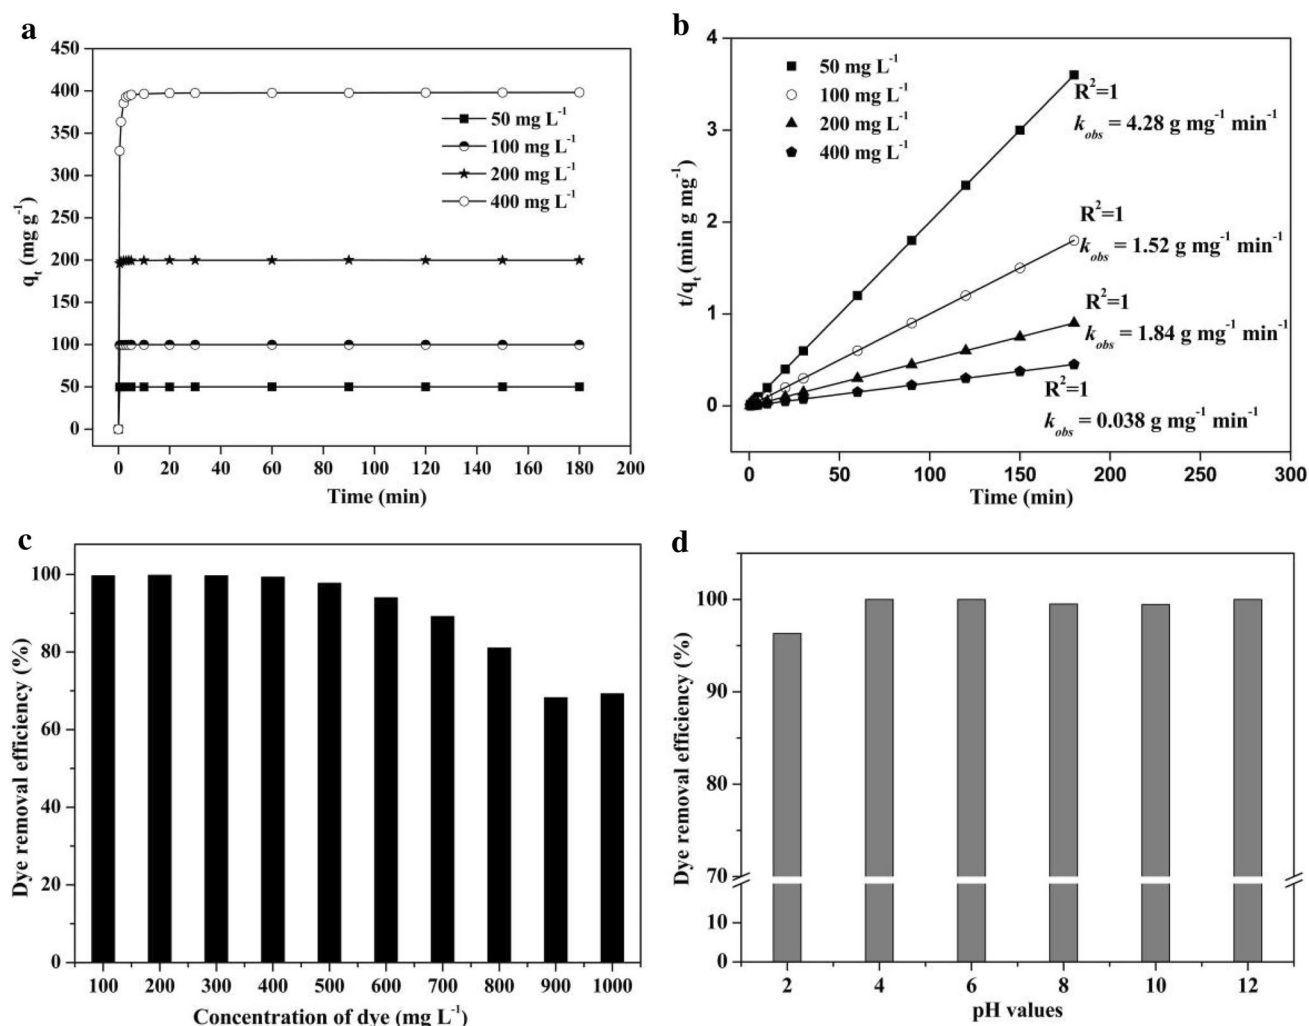 a
450
400
350
300
250
200
150
100
50
0
q_t (mg g⁻¹)
50 mg L⁻¹
100 mg L⁻¹
200 mg L⁻¹
400 mg L⁻¹
0 20 40 60 80 100 120 140 160 180 200
Time (min)
b
4
3
2
1
0
t/q_t (min g mg⁻¹)
50 mg L⁻¹
100 mg L⁻¹
200 mg L⁻¹
400 mg L⁻¹
R²=1
k_obs = 4.28 g mg⁻¹ min⁻¹
R²=1
k_obs = 1.52 g mg⁻¹ min⁻¹
R²=1
k_obs = 1.84 g mg⁻¹ min⁻¹
R²=1
k_obs = 0.038 g mg⁻¹ min⁻¹
0 50 100 150 200 250 300
Time (min)
c
100
80
60
40
20
0
Dye removal efficiency (%)
100 200 300 400 500 600 700 800 900 1000
Concentration of dye (mg L⁻¹)
d
100
90
80
70
10
0
Dye removal efficiency (%)
2 4 6 8 10 12
pH values